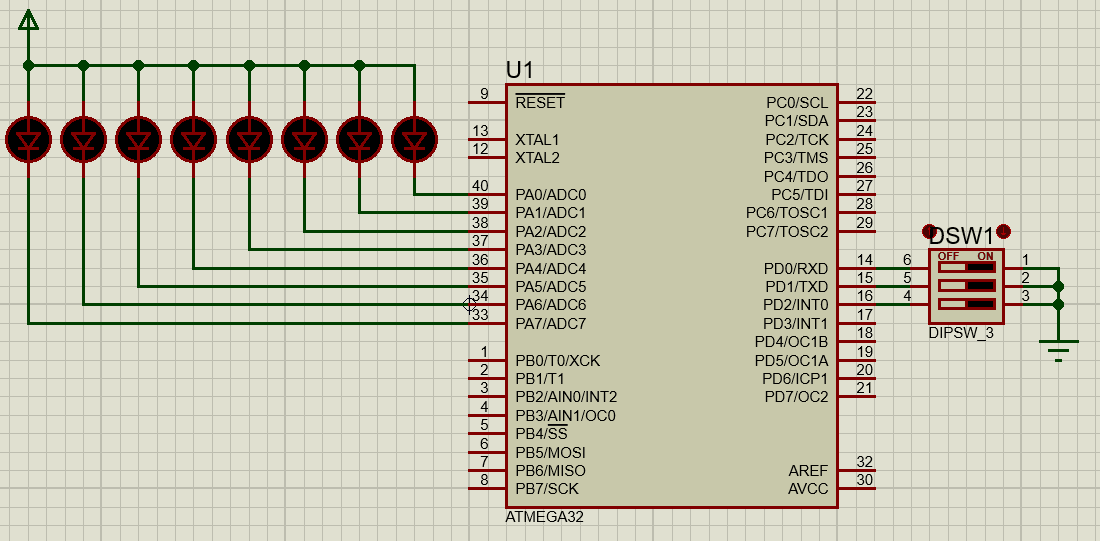 U1
9 RESET PC0/SCL 22
PC1/SDA 23
13 XTAL1 PC2/TCK 24
12 XTAL2 PC3/TMS 25
PC4/TDO 26
40 PA0/ADC0 PC5/TDI 27
39 PA1/ADC1 PC6/TOSC1 28
38 PA2/ADC2 PC7/TOSC2 29
DSW1
37 PA3/ADC3
OFF ON
36 PA4/ADC4 PD0/RXD 14 6 1
35 PA5/ADC5 PD1/TXD 15 5 2
34 PA6/ADC6 PD2/INT0 16 4 3
33 PA7/ADC7 PD3/INT1 17
PD4/OC1B 18 DIPSW_3
1 PB0/T0/XCK PD5/OC1A 19
2 PB1/T1 PD6/ICP1 20
3 PB2/AIN0/INT2 PD7/OC2 21
4 PB3/AIN1/OC0
5 PB4/SS
6 PB5/MOSI
7 PB6/MISO AREF 32
8 PB7/SCK AVCC 30
ATMEGA32